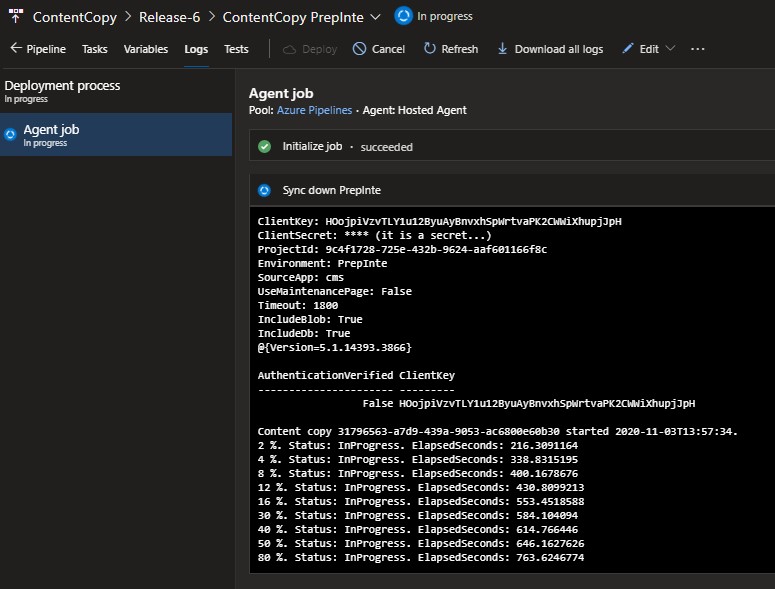 ContentCopy > Release-6 > ContentCopy PrepInte In progress
Pipeline Tasks Variables Logs Tests Deploy Cancel Refresh Download all logs Edit ...
Deployment process
In progress
Agent job
In progress
Agent job
Pool: Azure Pipelines · Agent: Hosted Agent
Initialize job · succeeded
Sync down PrepInte
ClientKey: HOojpiVzvTLY1u12ByuAyBnvxhSpWrtvaPK2CWWiXhupjJpH
ClientSecret: **** (it is a secret...)
ProjectId: 9c4f1728-725e-432b-9624-aaf601166f8c
Environment: PrepInte
SourceApp: cms
UseMaintenancePage: False
Timeout: 1800
IncludeBlob: True
IncludeDb: True
@{Version=5.1.14393.3866}
AuthenticationVerified ClientKey
---------------------- ---------
False HOojpiVzvTLY1u12ByuAyBnvxhSpWrtvaPK2CWWiXhupjJpH
Content copy 31796563-a7d9-439a-9053-ac6800e60b30 started 2020-11-03T13:57:34.
2 %. Status: InProgress. ElapsedSeconds: 216.3091164
4 %. Status: InProgress. ElapsedSeconds: 338.8315195
8 %. Status: InProgress. ElapsedSeconds: 400.1678676
12 %. Status: InProgress. ElapsedSeconds: 430.8099213
16 %. Status: InProgress. ElapsedSeconds: 553.4518588
30 %. Status: InProgress. ElapsedSeconds: 584.104094
40 %. Status: InProgress. ElapsedSeconds: 614.766446
50 %. Status: InProgress. ElapsedSeconds: 646.1627626
80 %. Status: InProgress. ElapsedSeconds: 763.6246774